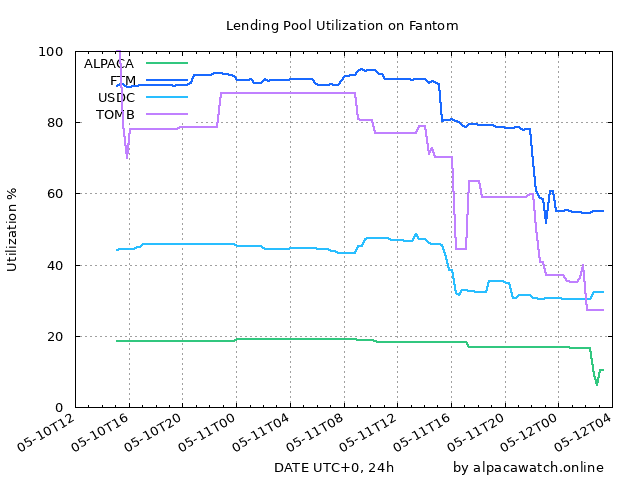 Lending Pool Utilization on Fantom
ALPACA
FTM
USDC
TOMB
Utilization %
100
80
60
40
20
0
05-10T12
05-10T16
05-10T20
05-11T00
05-11T04
05-11T08
05-11T12
05-11T16
05-11T20
05-12T00
05-12T04
DATE UTC+0, 24h
by alpacawatch.online